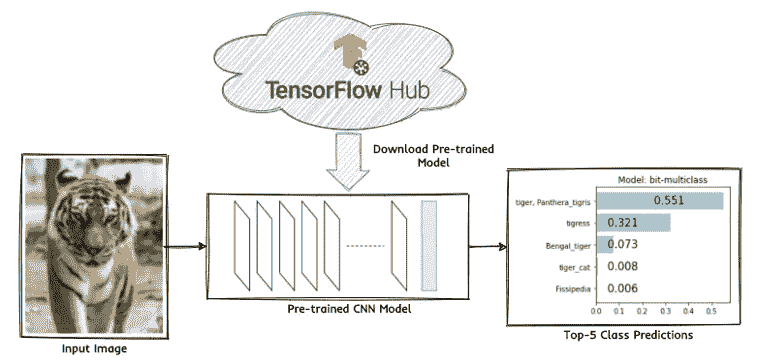 TensorFlow Hub
Download Pre-trained
Model
Input Image
Pre-trained CNN Model
Model: bit-multiclass
tiger, Panthera_tigris 0.551
tigress 0.321
Bengal_tiger 0.073
tiger_cat 0.008
Fissipedia 0.006
0.0 0.1 0.2 0.3 0.4 0.5
Top-5 Class Predictions